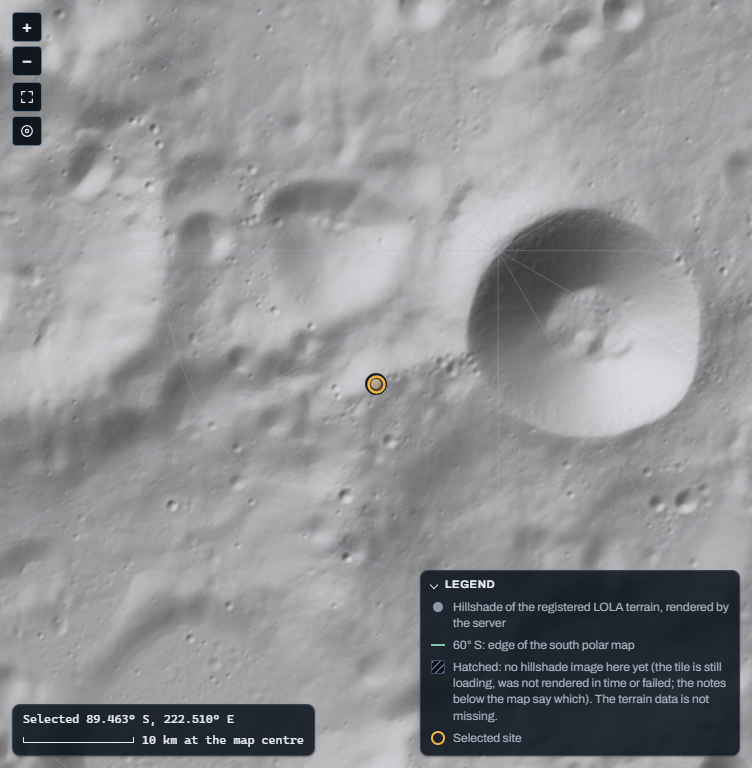 +
−
LEGEND
Hillshade of the registered LOLA terrain, rendered by
the server
60° S: edge of the south polar map
Hatched: no hillshade image here yet (the tile is still
loading, was not rendered in time or failed; the notes
below the map say which). The terrain data is not
missing.
Selected site
Selected 89.463° S, 222.510° E
10 km at the map centre